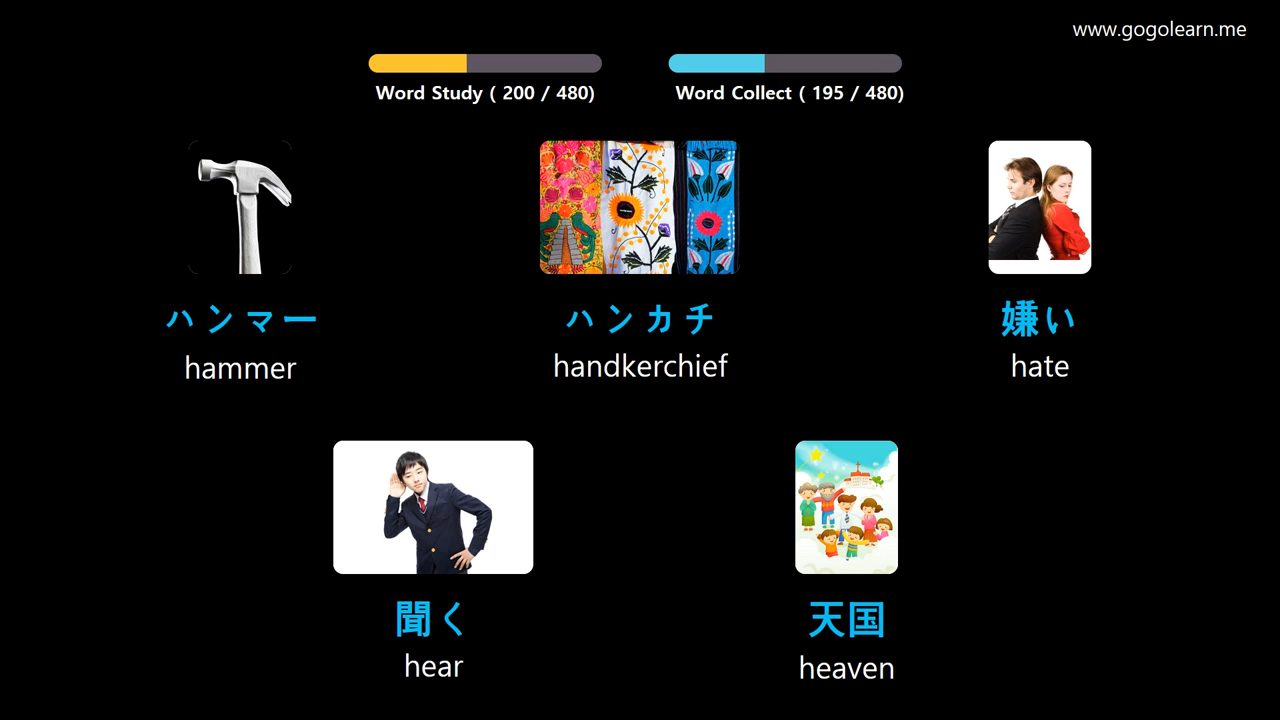 www.gogolearn.me
Word Study ( 200 / 480)
Word Collect ( 195 / 480)
ハンマー
hammer
ハンカチ
handkerchief
嫌い
hate
聞く
hear
天国
heaven